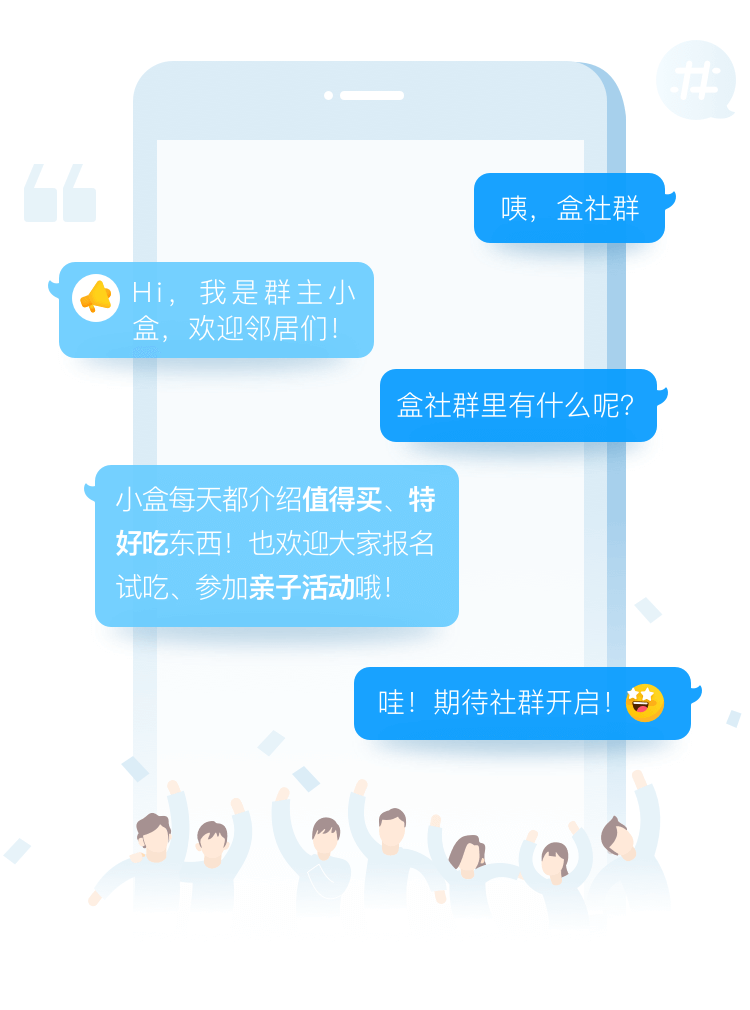 咦，盒社群
Hi，我是群主小
盒，欢迎邻居们！
盒社群里有什么呢？
小盒每天都介绍值得买、特
好吃东西！也欢迎大家报名
试吃、参加亲子活动哦！
哇！期待社群开启！